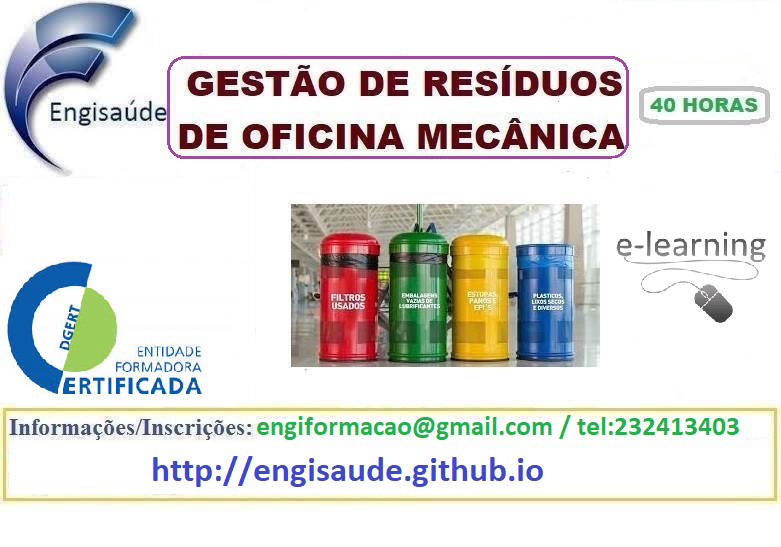 Engisaúde
GESTÃO DE RESÍDUOS
DE OFICINA MECÂNICA
40 HORAS
e-learning
FILTROS
USADOS
EMBALAGENS
VAZIAS DE
LUBRIFICANTES
ESTOPAS,
PANOS E
EPI'S
PLASTICOS,
LIXOS SECOS
E DIVERSOS
DGERT
ENTIDADE
FORMADORA
CERTIFICADA
Informações/Inscrições: engiformacao@gmail.com / tel:232413403
http://engisaude.github.io